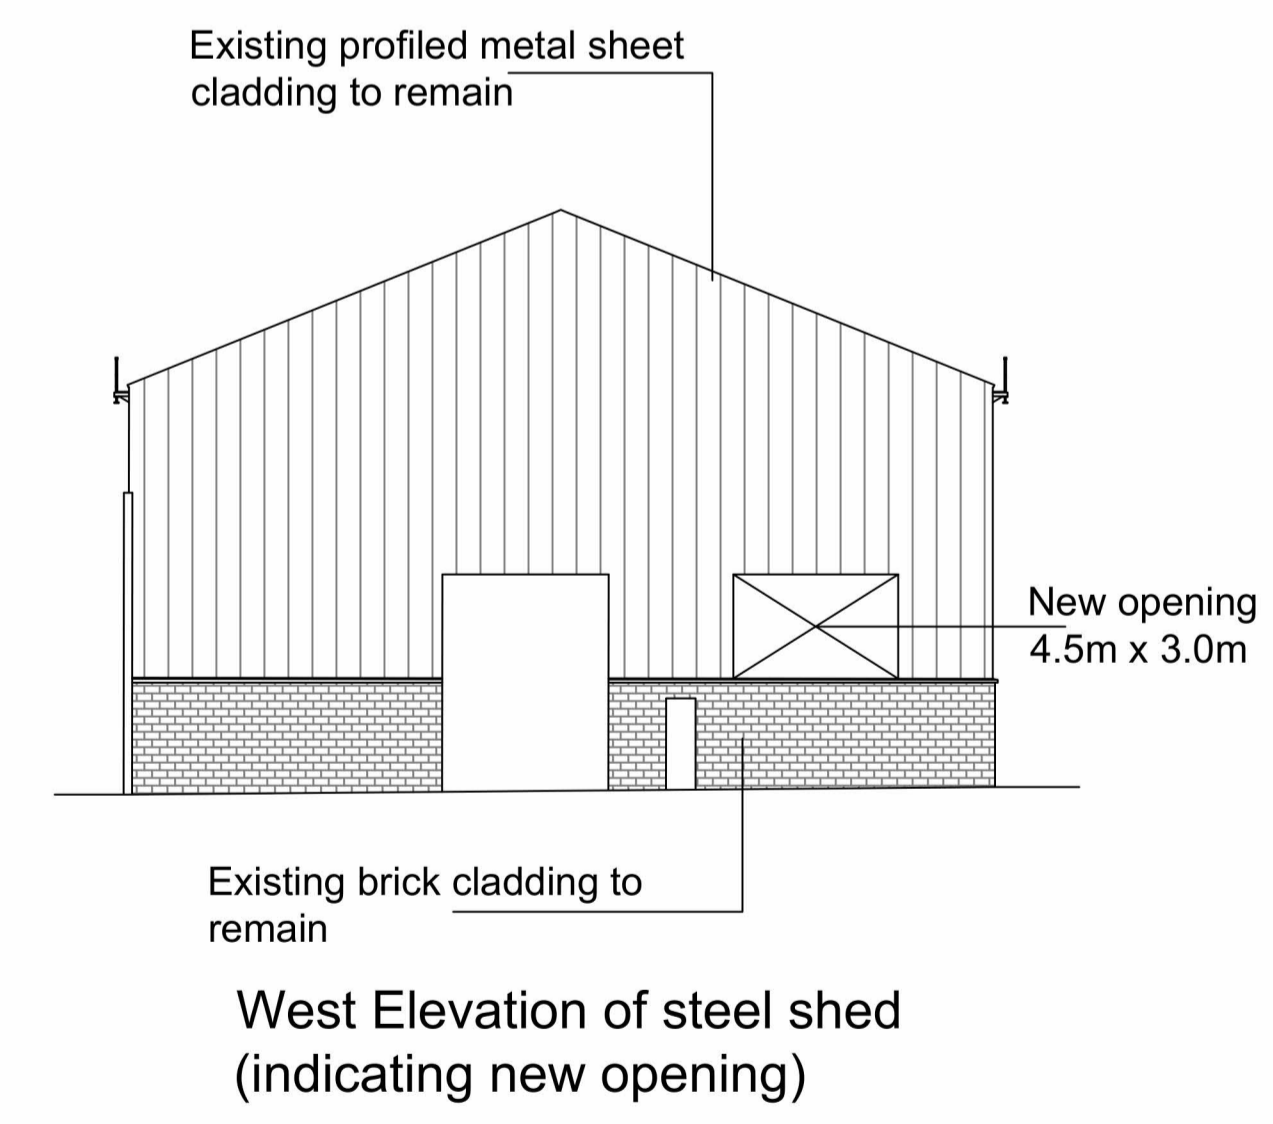 Existing profiled metal sheet
cladding to remain
New opening
4.5m x 3.0m
Existing brick cladding to
remain
West Elevation of steel shed
(indicating new opening)